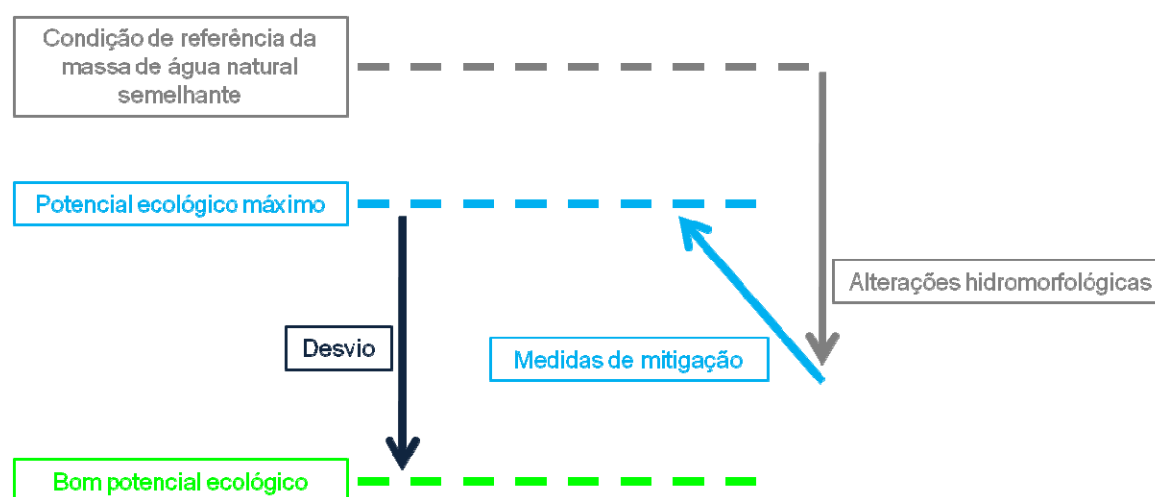 Condição de referência da
massa de água natural
semelhante
Potencial ecológico máximo
Alterações hidromorfológicas
Desvio
Medidas de mitigação
Bom potencial ecológico